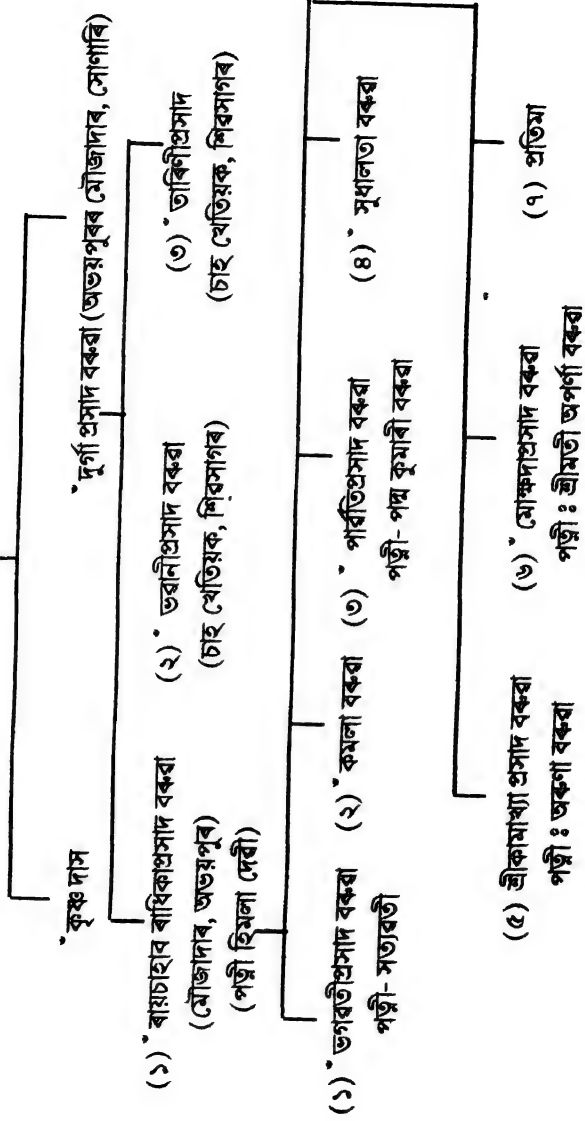 ঁকৃষ্ণ দাস
ঁদুৰ্গা প্ৰসাদ বৰুৱা (অভয়পুৰৰ মৌজাদাৰ, সোণাৰি)
(১) ঁৰায়চাহাব ৰাধিকাপ্ৰসাদ বৰুৱা
(মৌজাদাৰ, অভয়পুৰ)
(পত্নী হিমলা দেৱী)
(২) ঁভৱানীপ্ৰসাদ বৰুৱা
(চাহ খেতিয়ক, শিৱসাগৰ)
(৩) ঁতাৰিণীপ্ৰসাদ
(চাহ খেতিয়ক, শিৱসাগৰ)
(১) ঁভগৱতীপ্ৰসাদ বৰুৱা
পত্নী- সত্যৱতী
(২) ঁকমলা বৰুৱা
(৩) ঁপাৰ্বতিপ্ৰসাদ বৰুৱা
পত্নী- পদ্ম কুমাৰী বৰুৱা
(৪) ঁসুধালতা বৰুৱা
(৫) শ্ৰীকামাখ্যা প্ৰসাদ বৰুৱা
পত্নী ঃ অৰুণা বৰুৱা
(৬) ঁমোক্ষদাপ্ৰসাদ বৰুৱা
পত্নী ঃ শ্ৰীমতী অপৰ্ণা বৰুৱা
(৭) প্ৰতিমা